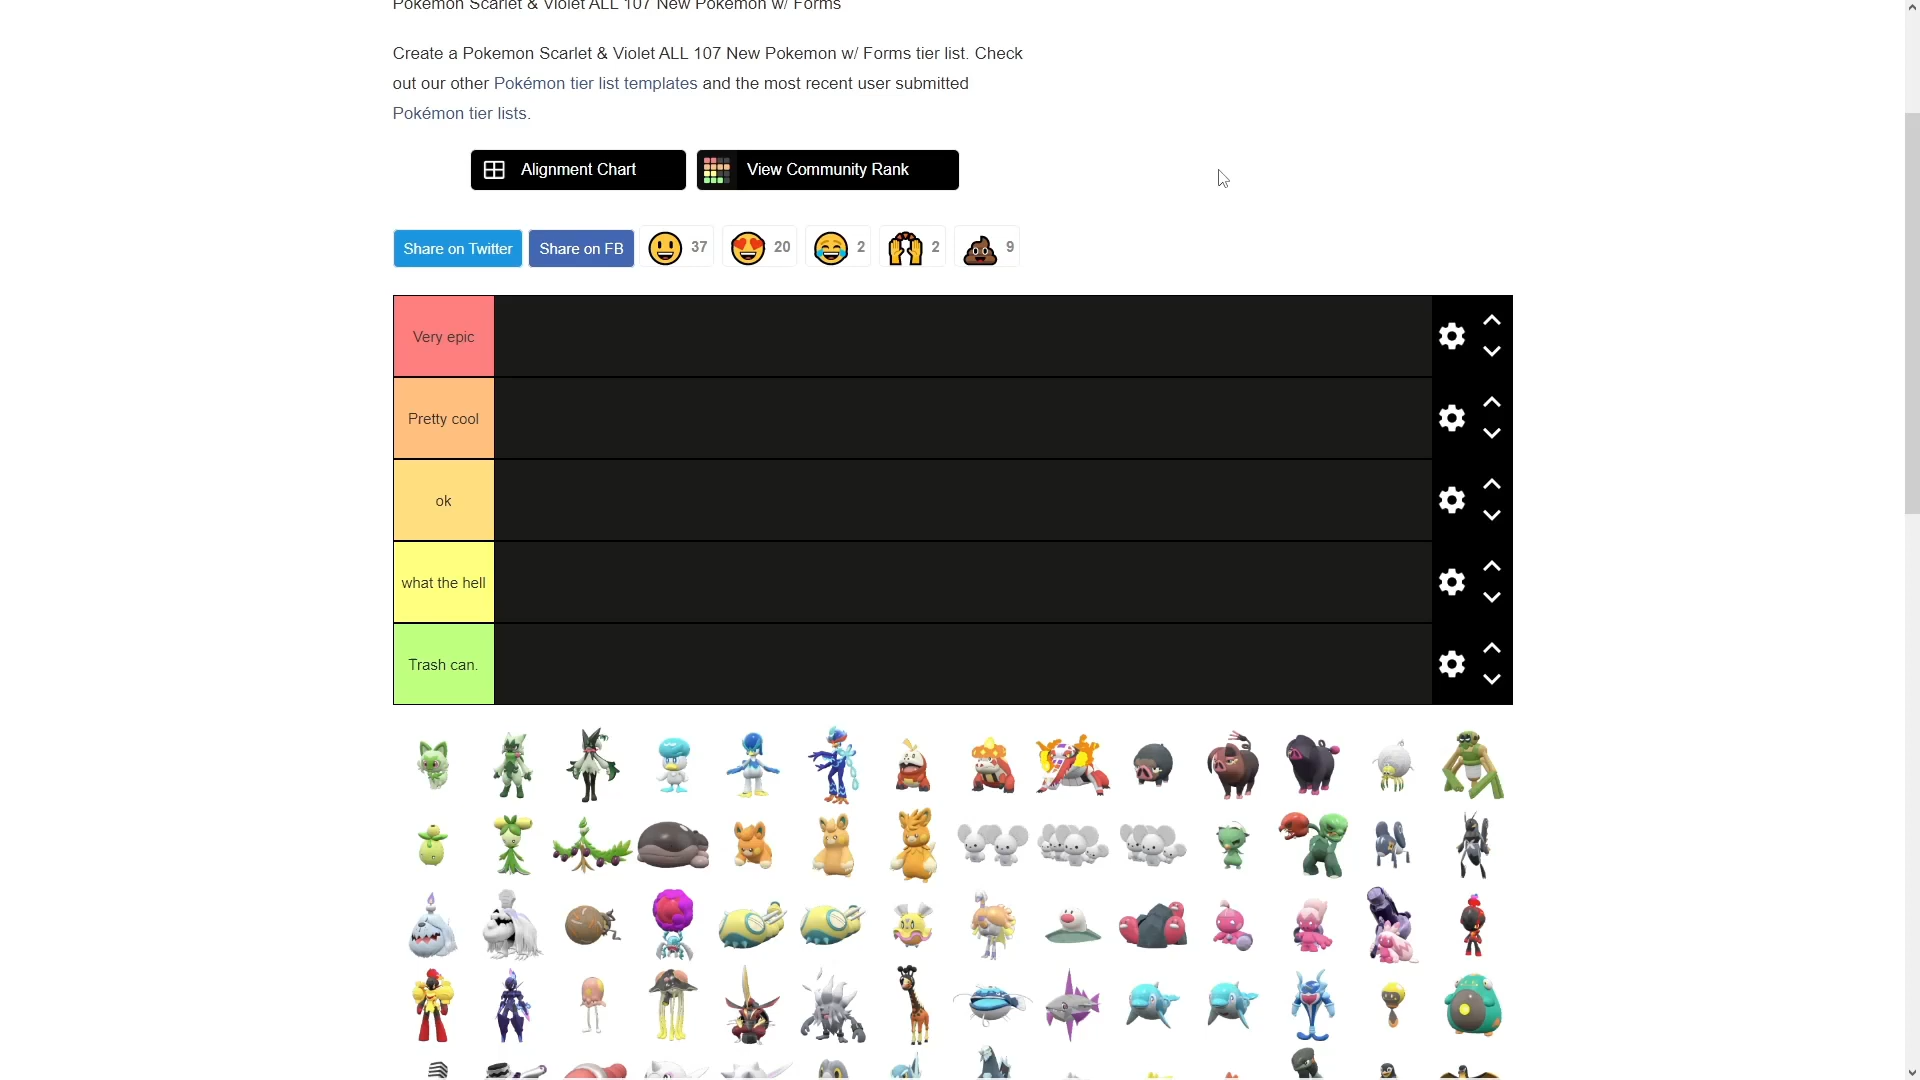 Pokemon Scarlet & Violet ALL 107 New Pokemon w/ Forms
Create a Pokemon Scarlet & Violet ALL 107 New Pokemon w/ Forms tier list. Check
out our other Pokémon tier list templates and the most recent user submitted
Pokémon tier lists.
Alignment Chart
View Community Rank
Share on Twitter
Share on FB
37
20
2
2
9
Very epic
Pretty cool
ok
what the hell
Trash can.